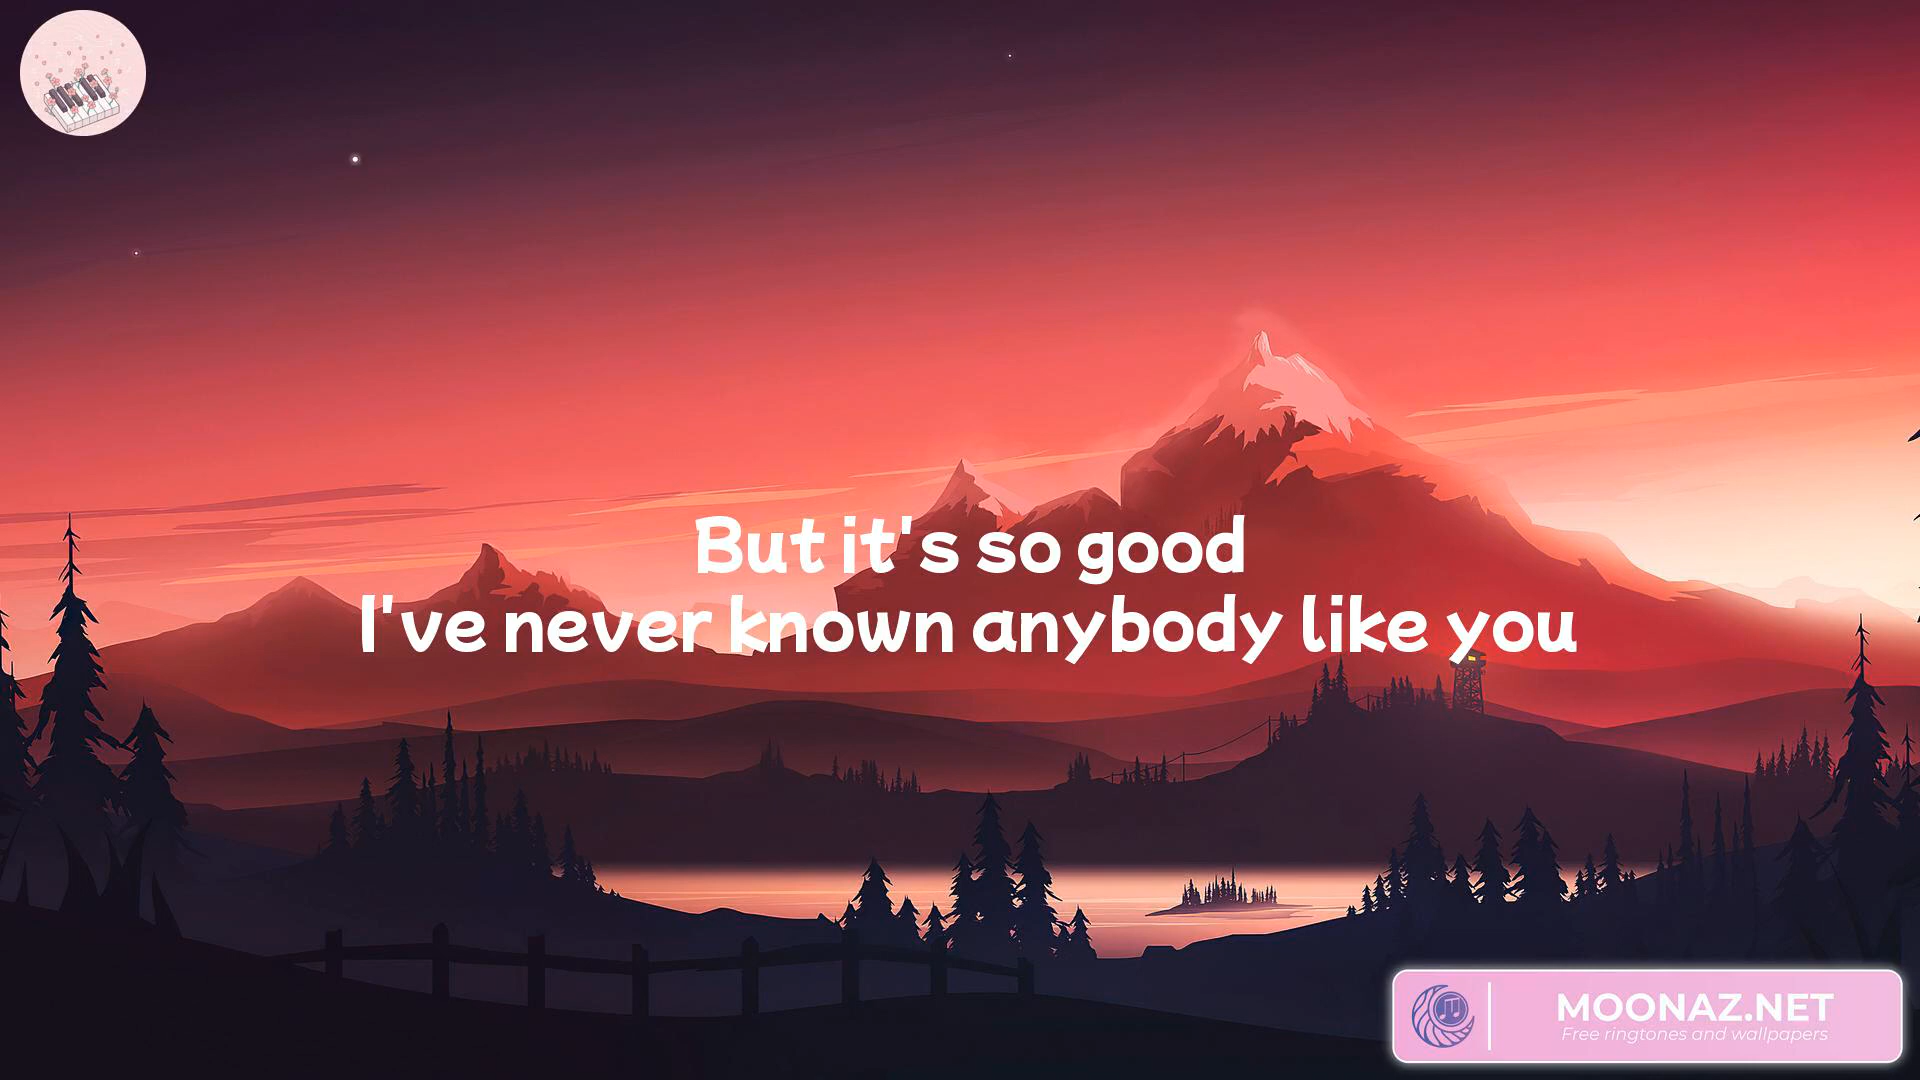 But it's so good
I've never known anybody like you
MOONAZ.NET
Free ringtones and wallpapers